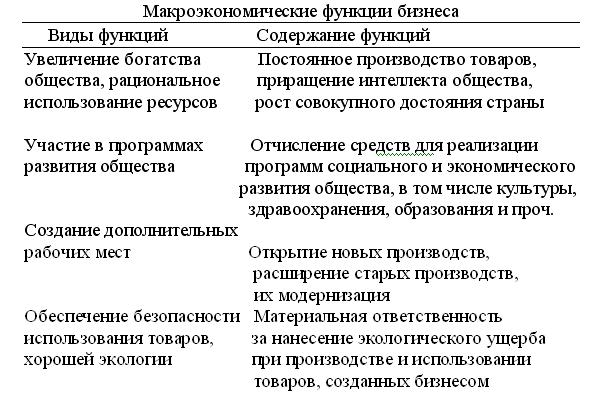 Макроэкономические функции бизнеса
Виды функций Содержание функций
Увеличение богатства Постоянное производство товаров,
общества, рациональное приращение интеллекта общества,
использование ресурсов рост совокупного достояния страны
Участие в программах Отчисление средств для реализации
развития общества программ социального и экономического
развития общества, в том числе культуры,
здравоохранения, образования и проч.
Создание дополнительных
рабочих мест Открытие новых производств,
расширение старых производств,
их модернизация
Обеспечение безопасности Материальная ответственность
использования товаров, за нанесение экологического ущерба
хорошей экологии при производстве и использовании
товаров, созданных бизнесом